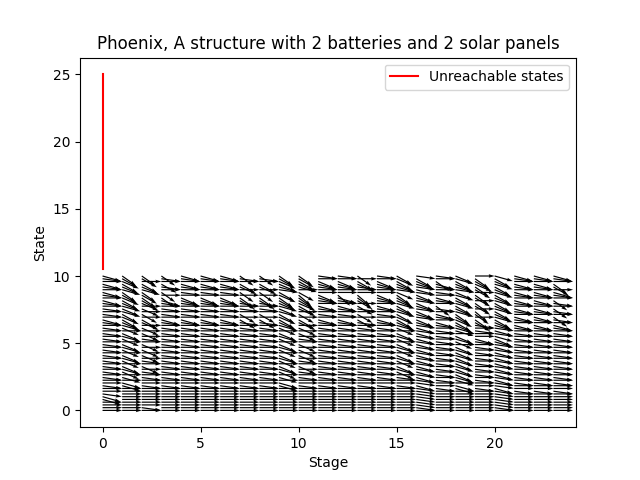 Phoenix, A structure with 2 batteries and 2 solar panels
Unreachable states
25
20
15
10
5
0
State
0 5 10 15 20
Stage